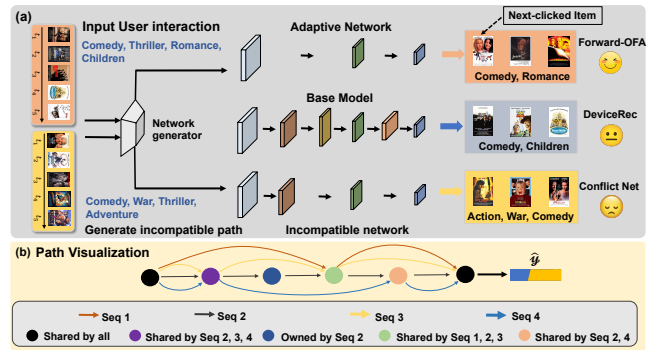 (a)
Input User interaction
Comedy, Thriller, Romance,
Children
Adaptive Network
Next-clicked Item
Comedy, Romance
Forward-OFA
Network
generator
Base Model
Comedy, Children
DeviceRec
Comedy, War, Thriller,
Adventure
Generate incompatible path
Incompatible network
Action, War, Comedy
Conflict Net
(b) Path Visualization
ŷ
Seq 1
Seq 2
Seq 3
Seq 4
Shared by all
Shared by Seq 2, 3, 4
Owned by Seq 2
Shared by Seq 1, 2, 3
Shared by Seq 2, 4